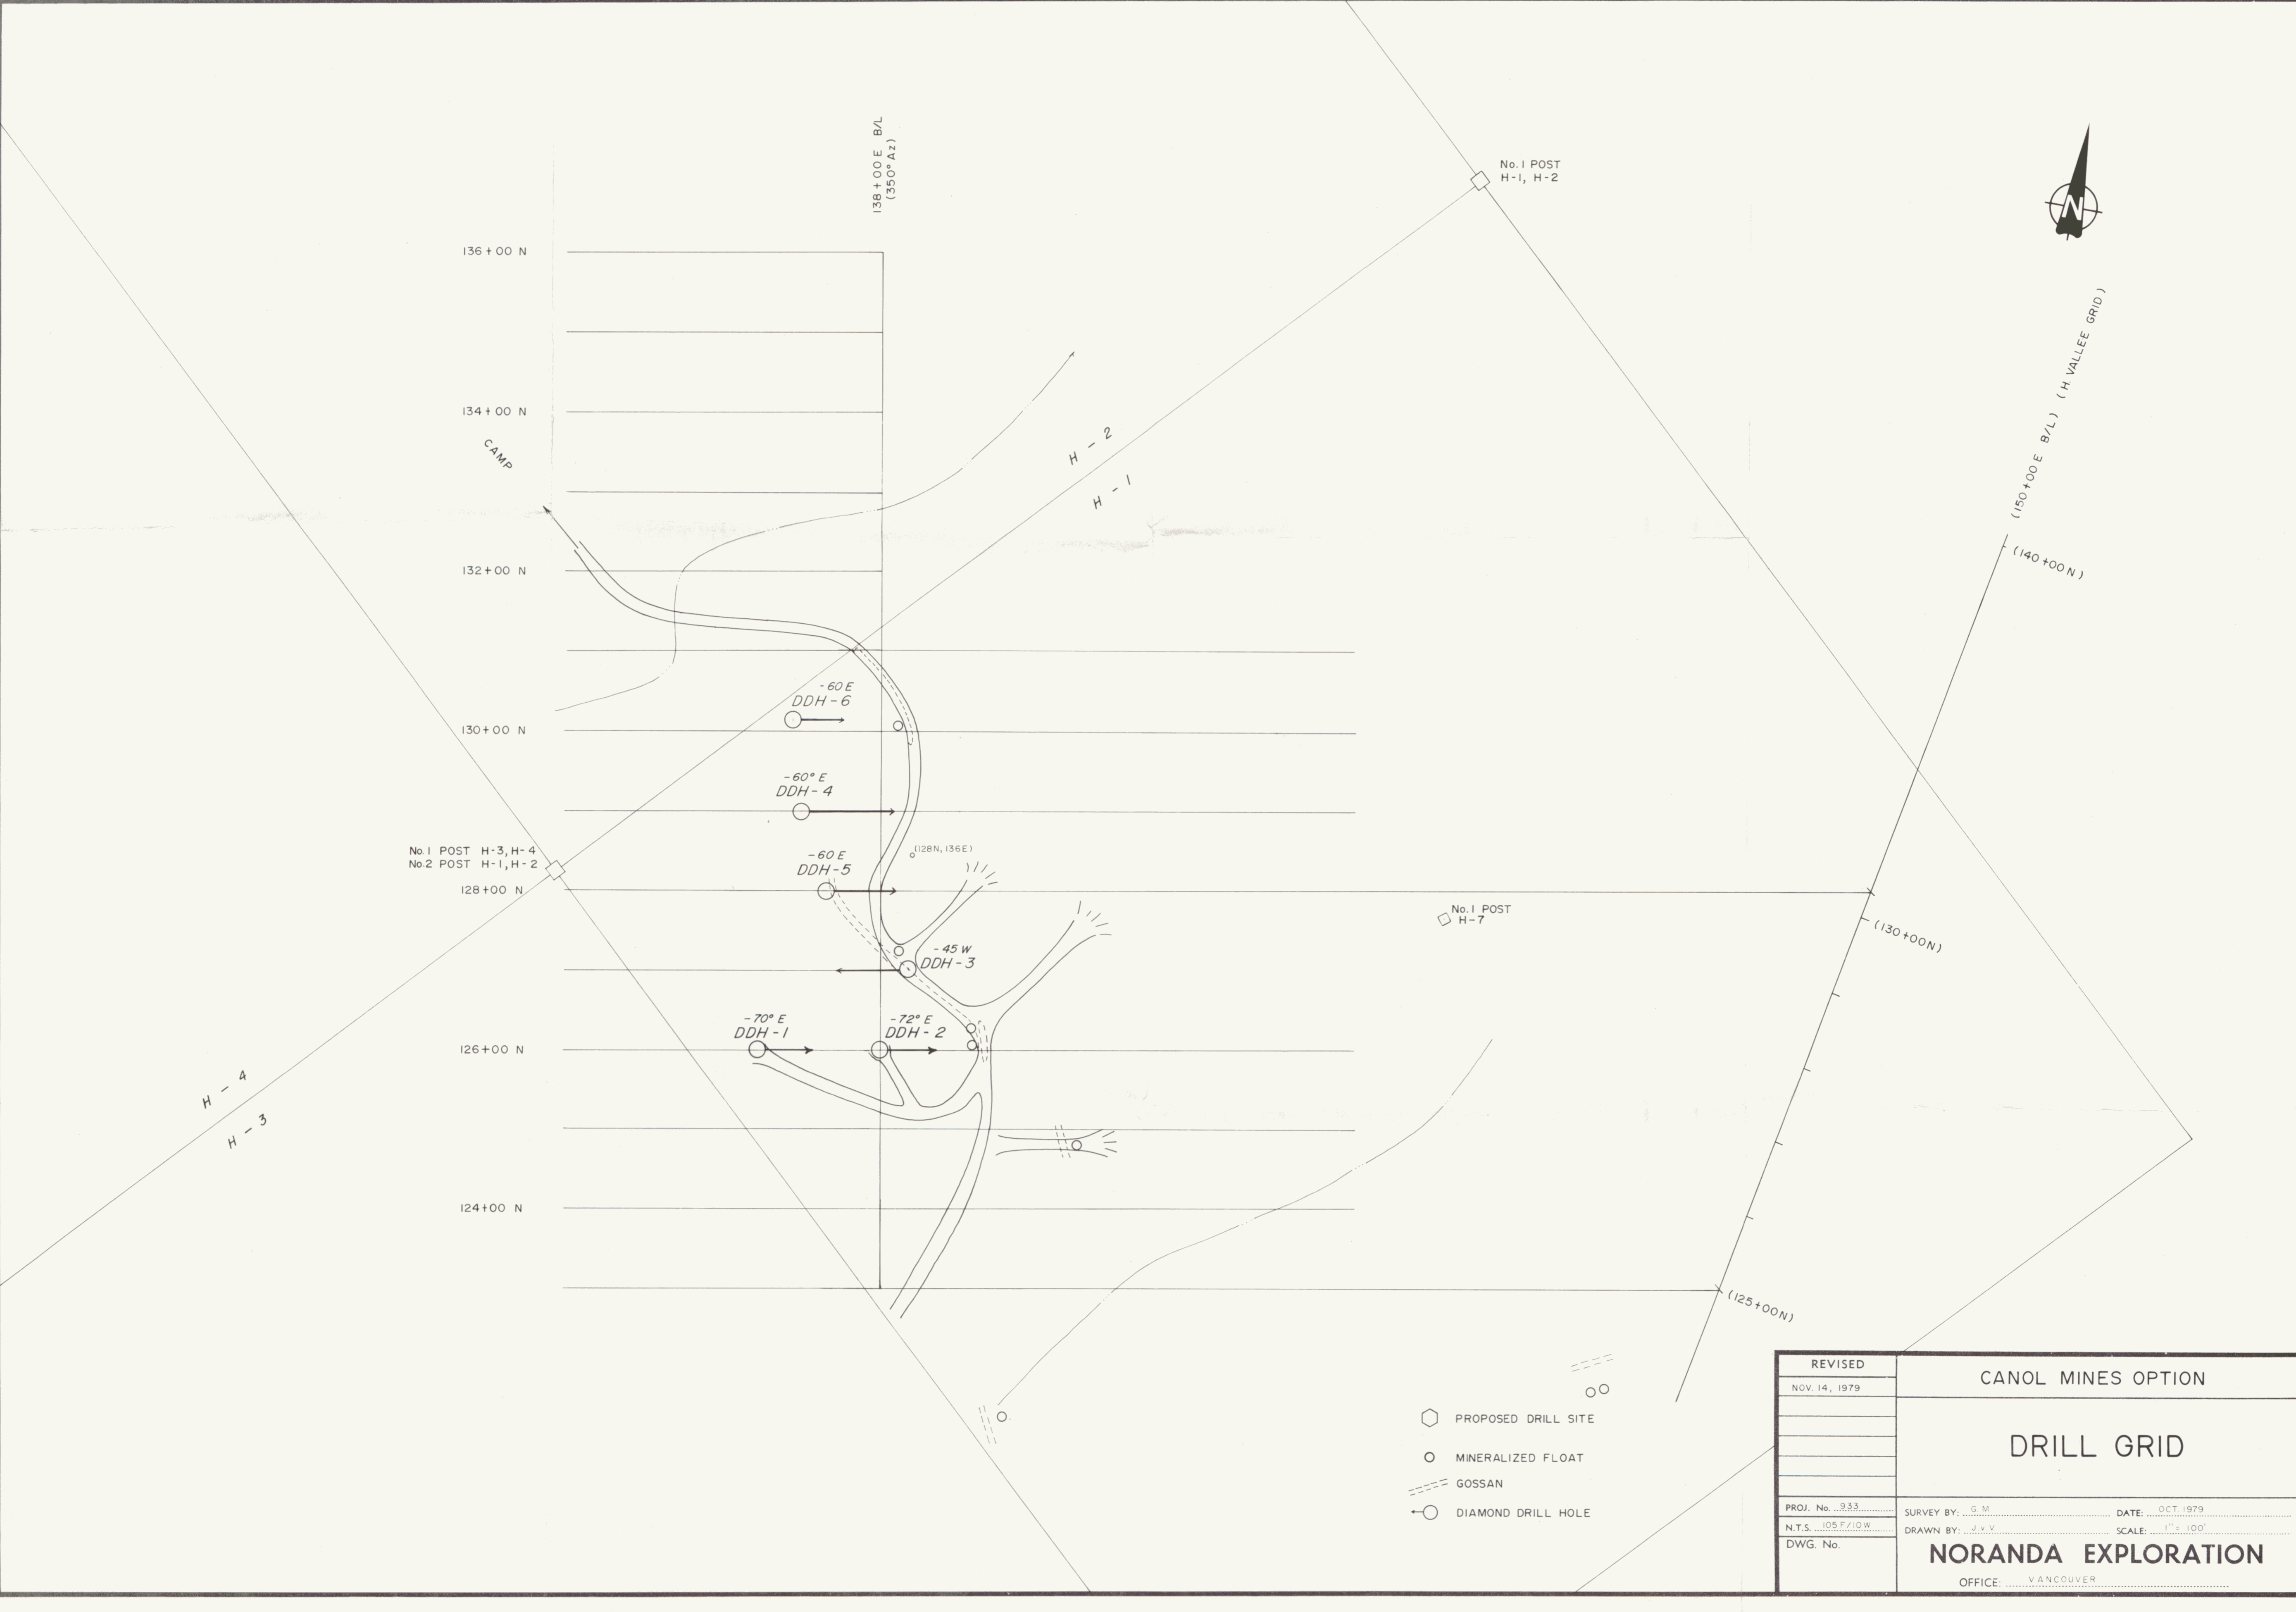 138+00 E B/L
(350° Az)
No. 1 POST
H-1, H-2
N
136+00 N
134+00 N
CAMP
H - 2
H - 1
(150+00 E B/L) (H. VALLEE GRID)
(140+00 N)
132+00 N
-60 E
DDH-6
130+00 N
-60° E
DDH-4
No.1 POST H-3, H-4
No.2 POST H-1, H-2
-60 E
DDH-5
(128N, 136E)
128+00 N
No. 1 POST
H-7
(130+00N)
-45 W
DDH-3
-70° E
DDH-1
-72° E
DDH-2
126+00 N
H - 4
H - 3
124+00 N
(125+00N)
PROPOSED DRILL SITE
MINERALIZED FLOAT
GOSSAN
DIAMOND DRILL HOLE
REVISED
NOV. 14, 1979
CANOL MINES OPTION
DRILL GRID
PROJ. No. 933
N.T.S. 105 F/10 W
DWG. No.
SURVEY BY: G. M
DATE: OCT. 1979
DRAWN BY: J. v. V
SCALE: 1" = 100'
NORANDA EXPLORATION
OFFICE: VANCOUVER